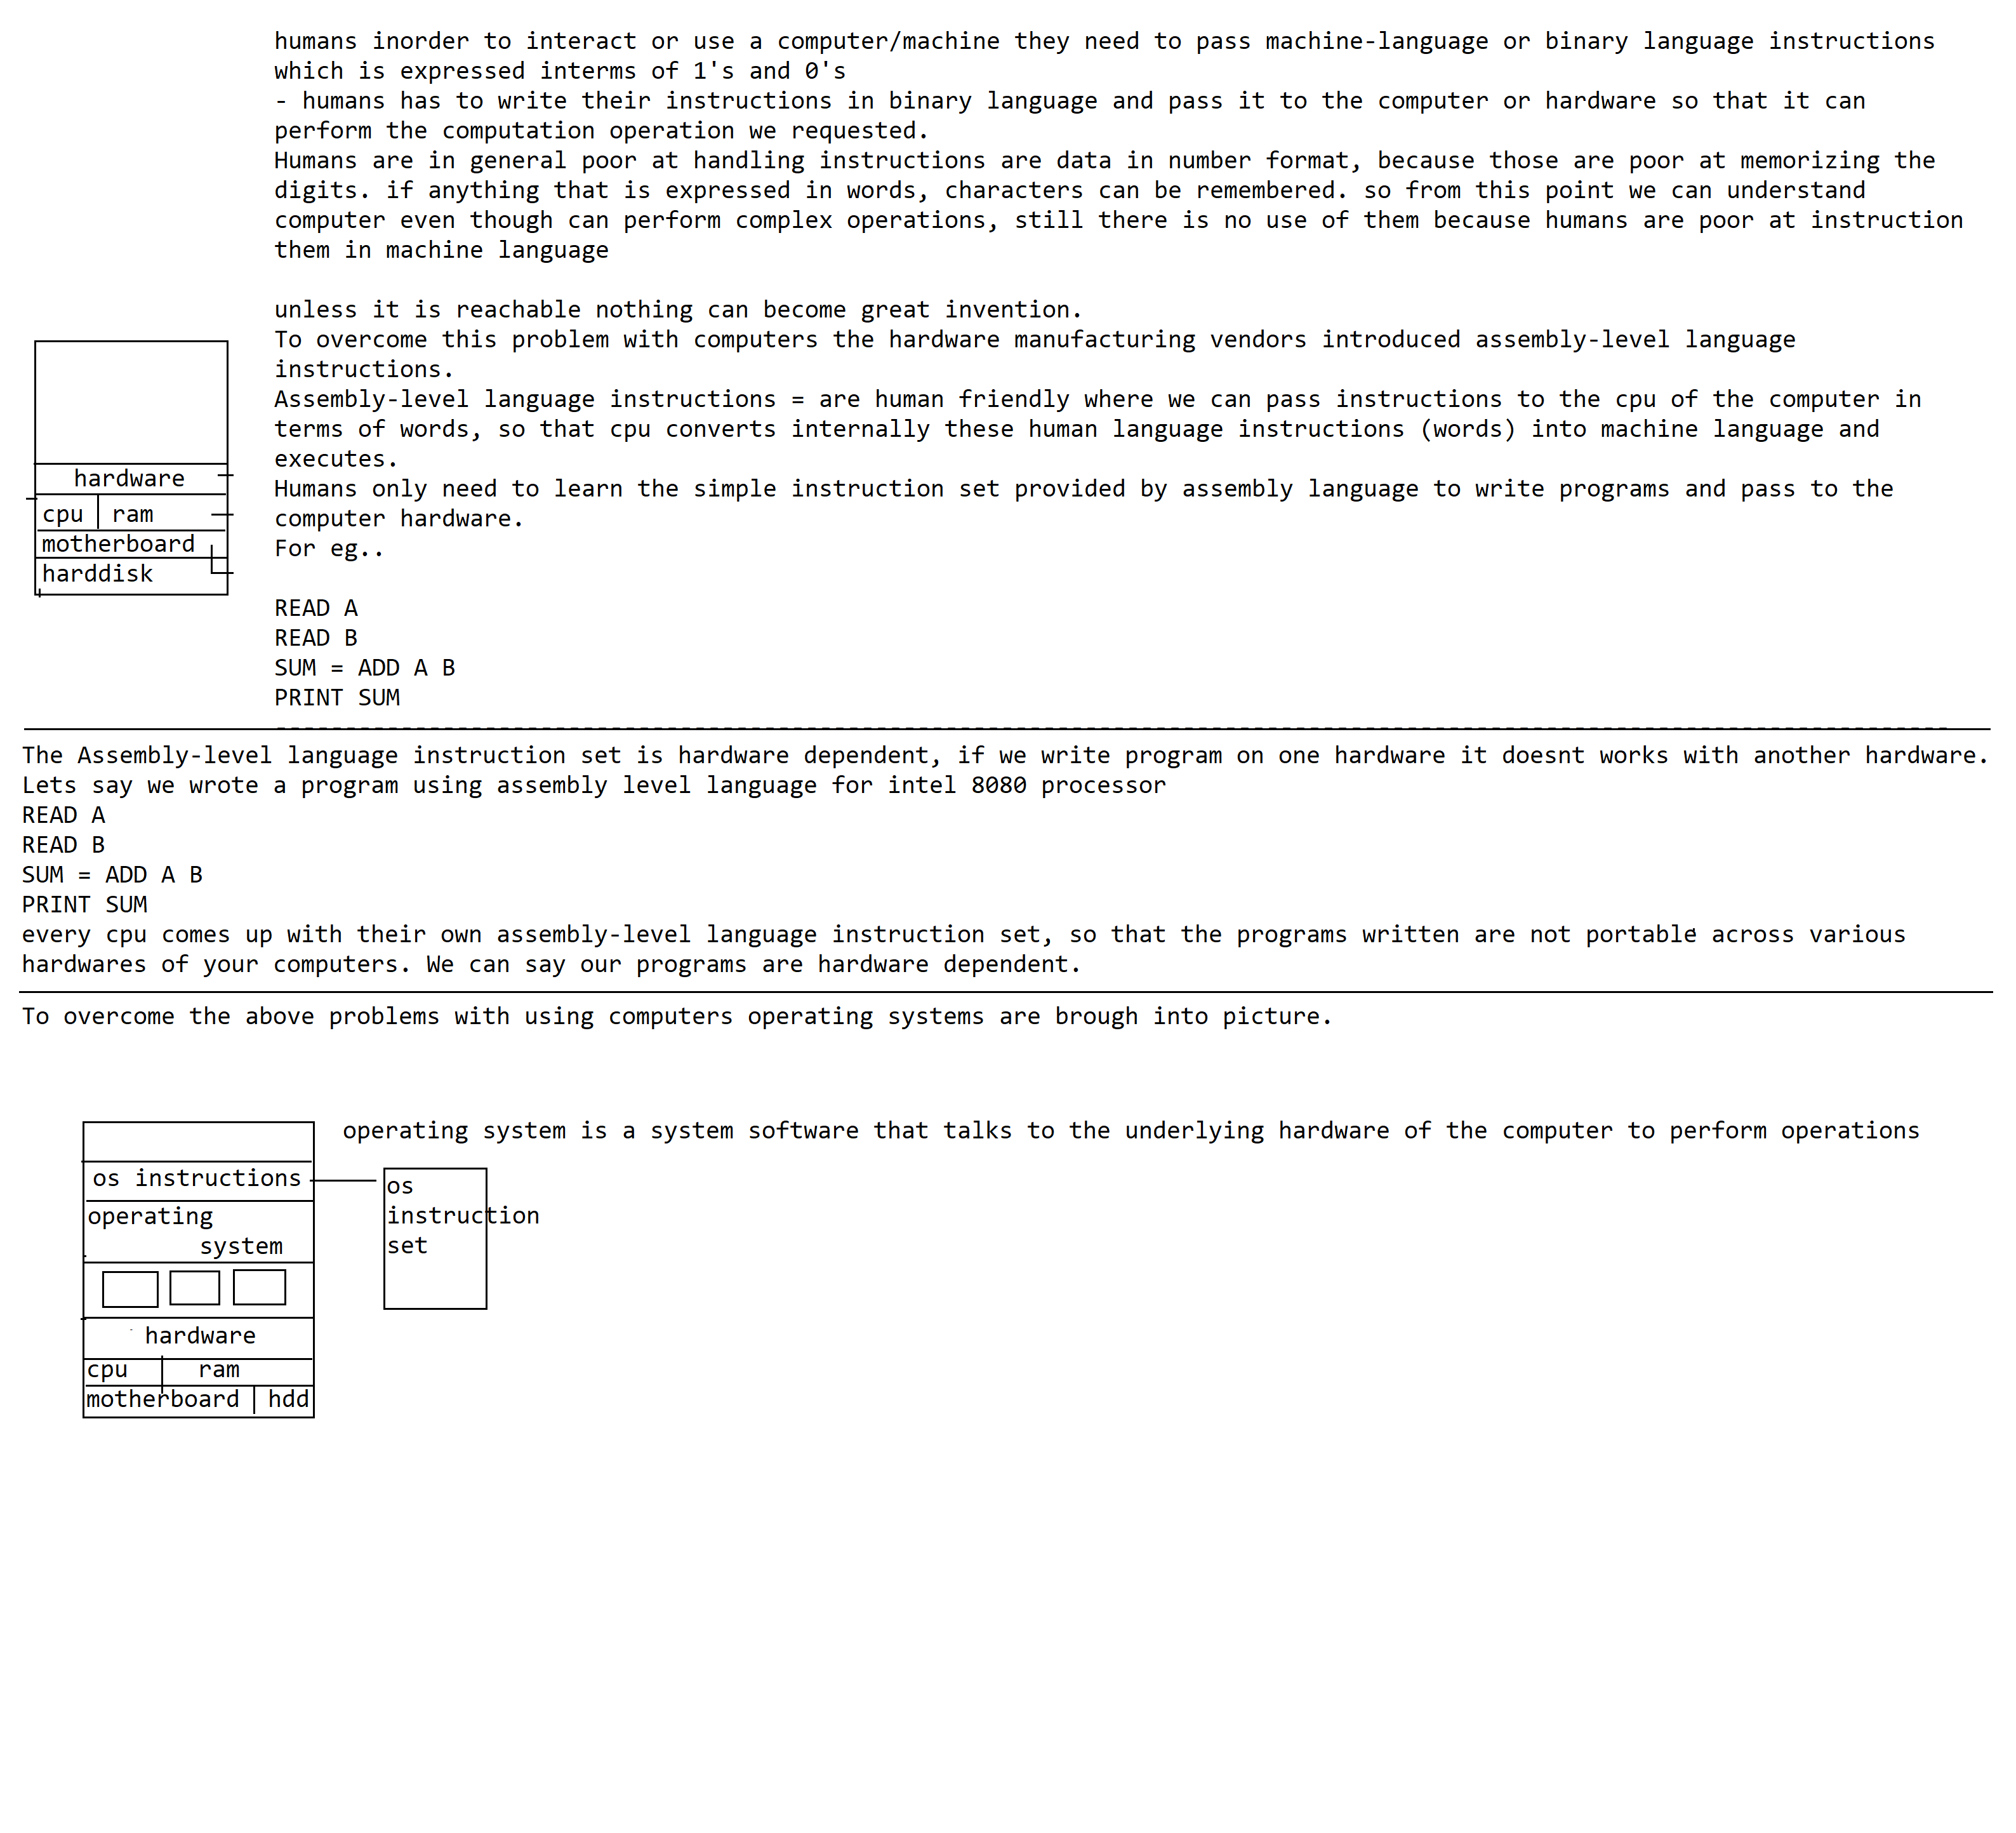 humans inorder to interact or use a computer/machine they need to pass machine-language or binary language instructions
which is expressed interms of 1's and 0's
- humans has to write their instructions in binary language and pass it to the computer or hardware so that it can
perform the computation operation we requested.
Humans are in general poor at handling instructions are data in number format, because those are poor at memorizing the
digits. if anything that is expressed in words, characters can be remembered. so from this point we can understand
computer even though can perform complex operations, still there is no use of them because humans are poor at instruction
them in machine language
unless it is reachable nothing can become great invention.
To overcome this problem with computers the hardware manufacturing vendors introduced assembly-level language
instructions.
Assembly-level language instructions = are human friendly where we can pass instructions to the cpu of the computer in
terms of words, so that cpu converts internally these human language instructions (words) into machine language and
executes.
Humans only need to learn the simple instruction set provided by assembly language to write programs and pass to the
computer hardware.
For eg..
READ A
READ B
SUM = ADD A B
PRINT SUM
hardware
cpu ram
motherboard
harddisk
The Assembly-level language instruction set is hardware dependent, if we write program on one hardware it doesnt works with another hardware.
Lets say we wrote a program using assembly level language for intel 8080 processor
READ A
READ B
SUM = ADD A B
PRINT SUM
every cpu comes up with their own assembly-level language instruction set, so that the programs written are not portable across various
hardwares of your computers. We can say our programs are hardware dependent.
To overcome the above problems with using computers operating systems are brough into picture.
operating system is a system software that talks to the underlying hardware of the computer to perform operations
os instructions
operating
system
hardware
cpu ram
motherboard hdd
os
instruction
set